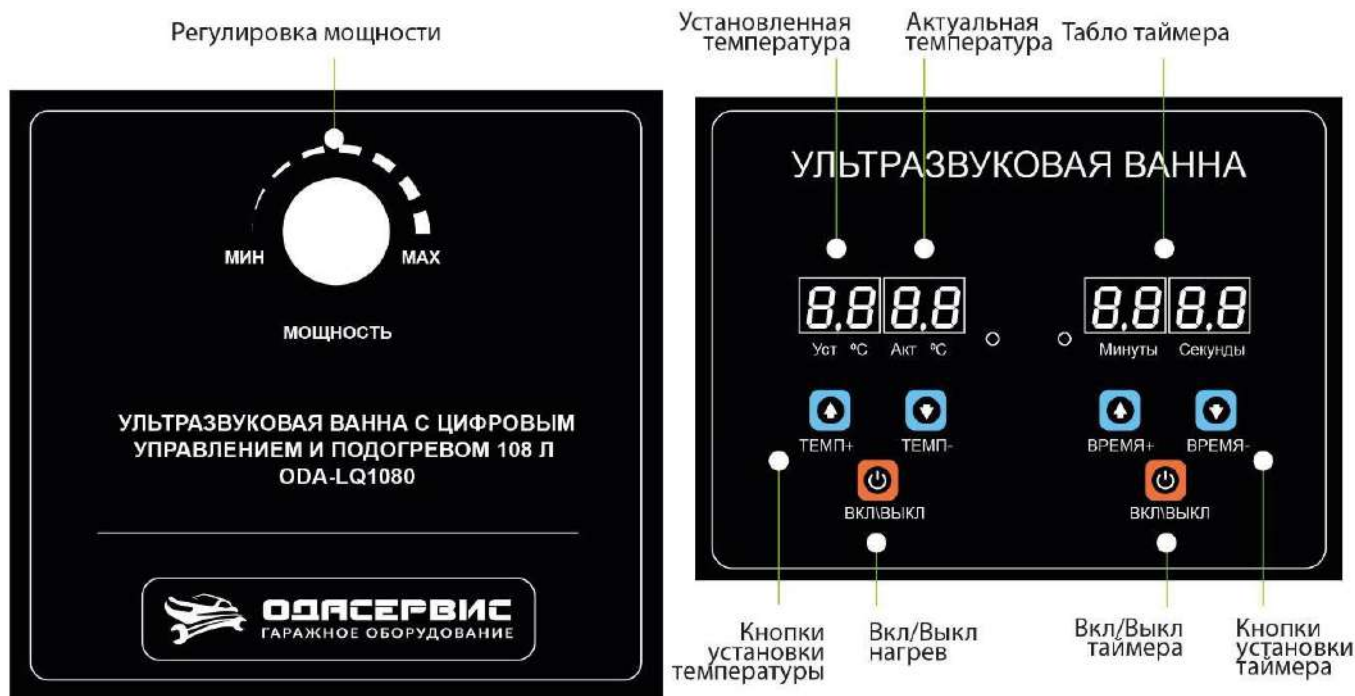 Регулировка мощности
МИН
MAX
МОЩНОСТЬ
УЛЬТРАЗВУКОВАЯ ВАННА С ЦИФРОВЫМ
УПРАВЛЕНИЕМ И ПОДОГРЕВОМ 108 Л
ODA-LQ1080
ОДАСЕРВИС
ГАРАЖНОЕ ОБОРУДОВАНИЕ
Установленная
температура
Актуальная
температура
Табло таймера
УЛЬТРАЗВУКОВАЯ ВАННА
8.8 8.8 8.8 8.8
Уст ºC Акт ºC Минуты Секунды
ТЕМП+ ТЕМП- ВРЕМЯ+ ВРЕМЯ-
ВКЛ\ВЫКЛ ВКЛ\ВЫКЛ
Кнопки
установки
температуры
Вкл/Выкл
нагрев
Вкл/Выкл
таймера
Кнопки
установки
таймера